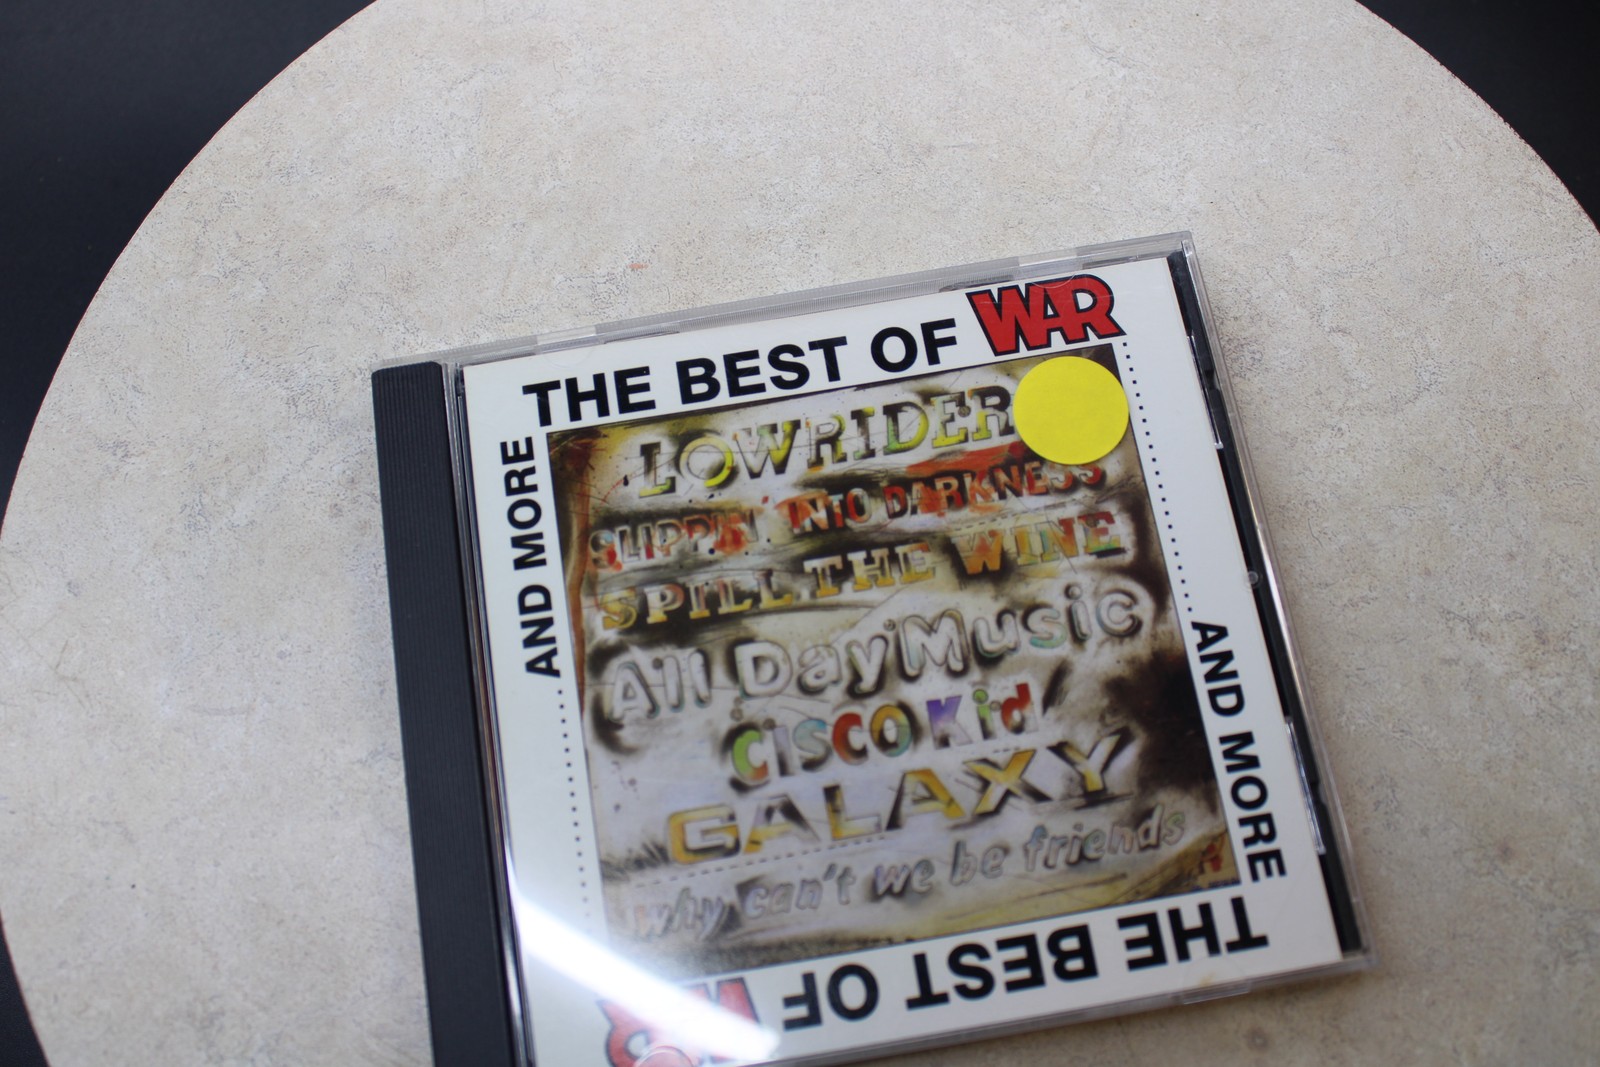 THE BEST OF WAR
AND MORE
LOWRIDER
SLIPPIN' INTO DARKNESS
SPILL THE WINE
All Day Music
CISCO Kid
GALAXY
why can't we be friends
AND MORE
THE BEST OF WAR